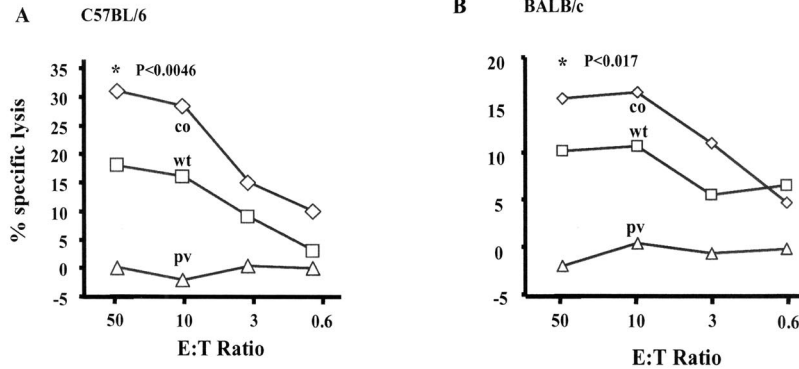 A
C57BL/6
35
30
25
20
15
10
5
0
-5
% specific lysis
* P<0.0046
co
wt
pv
50 10 3 0.6
E:T Ratio
B
BALB/c
20
15
10
5
0
-5
* P<0.017
co
wt
pv
50 10 3 0.6
E:T Ratio